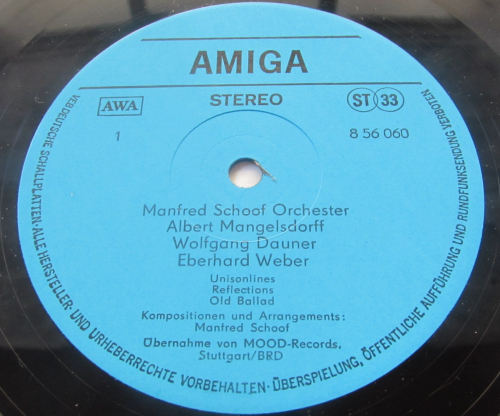 AMIGA
AWA
STEREO
ST 33
1
8 56 060
Manfred Schoof Orchester
Albert Mangelsdorff
Wolfgang Dauner
Eberhard Weber
Unisonlines
Reflections
Old Ballad
Kompositionen und Arrangements:
Manfred Schoof
Übernahme von MOOD-Records,
Stuttgart/BRD
VEB DEUTSCHE SCHALLPLATTEN · ALLE HERSTELLER- UND URHEBERRECHTE VORBEHALTEN · ÜBERSPIELUNG, ÖFFENTLICHE AUFFÜHRUNG UND RUNDFUNKSENDUNG VERBOTEN